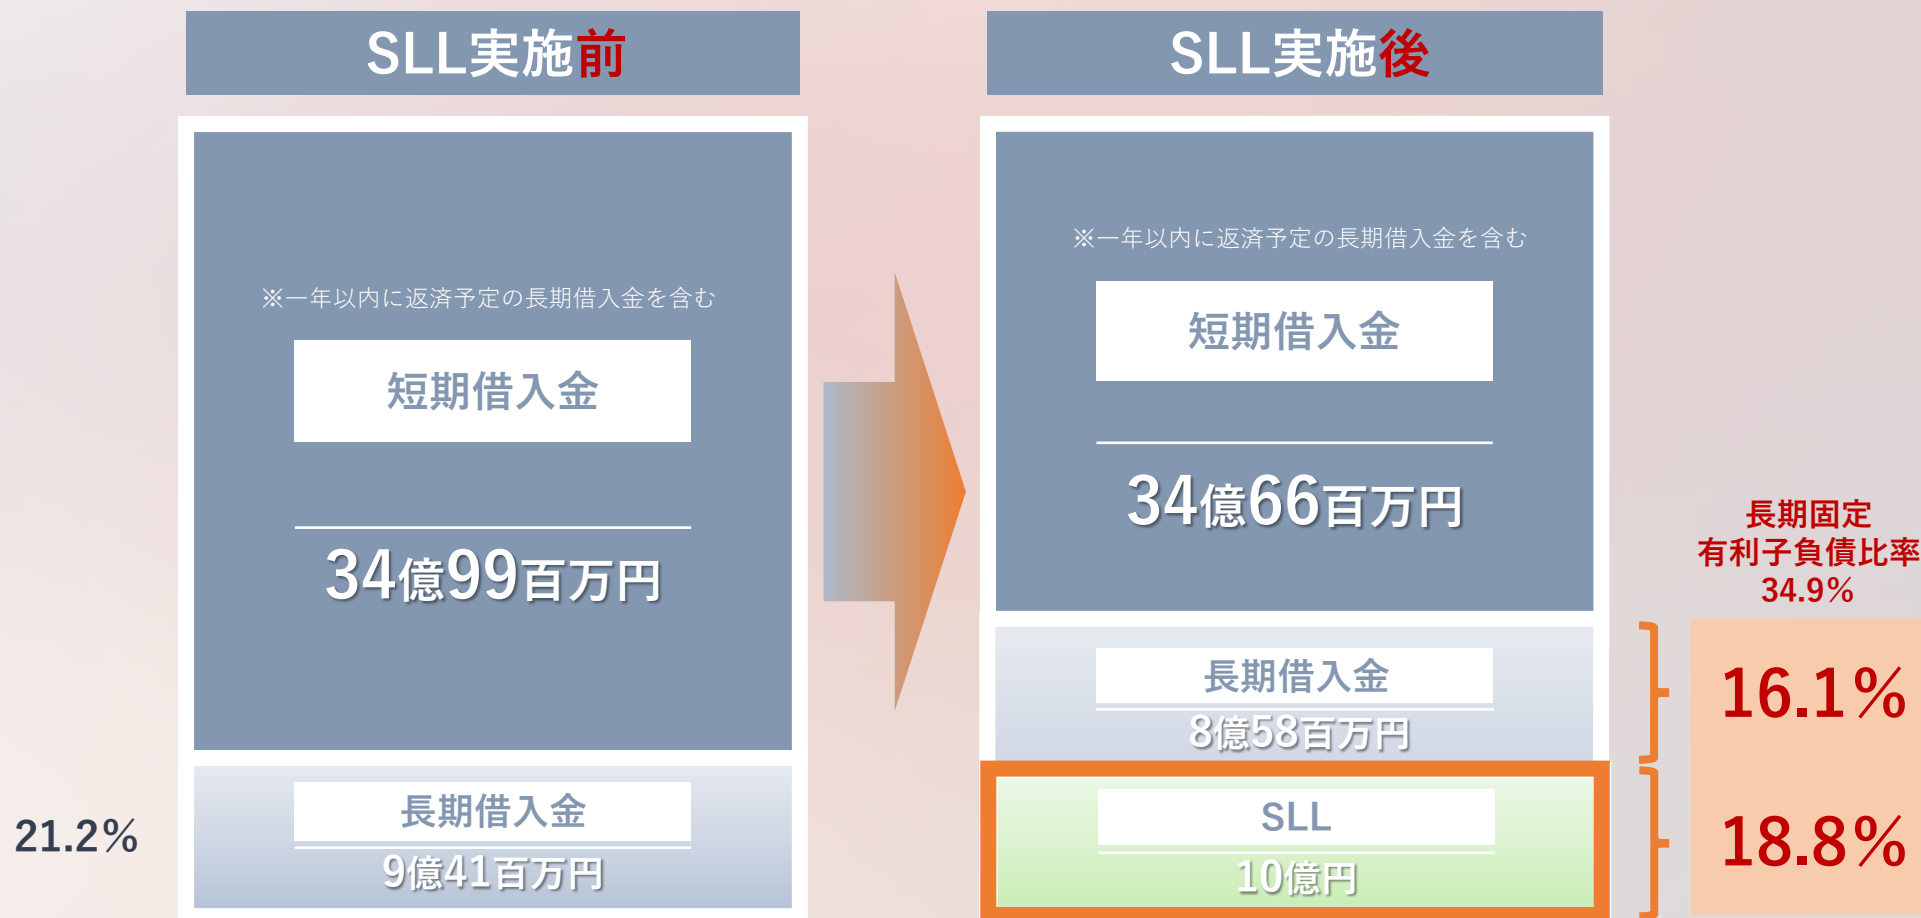 SLL実施前
※一年以内に返済予定の長期借入金を含む
短期借入金
34億99百万円
長期借入金
9億41百万円
21.2%
SLL実施後
※一年以内に返済予定の長期借入金を含む
短期借入金
34億66百万円
長期借入金
8億58百万円
SLL
10億円
長期固定
有利子負債比率
34.9%
16.1%
18.8%